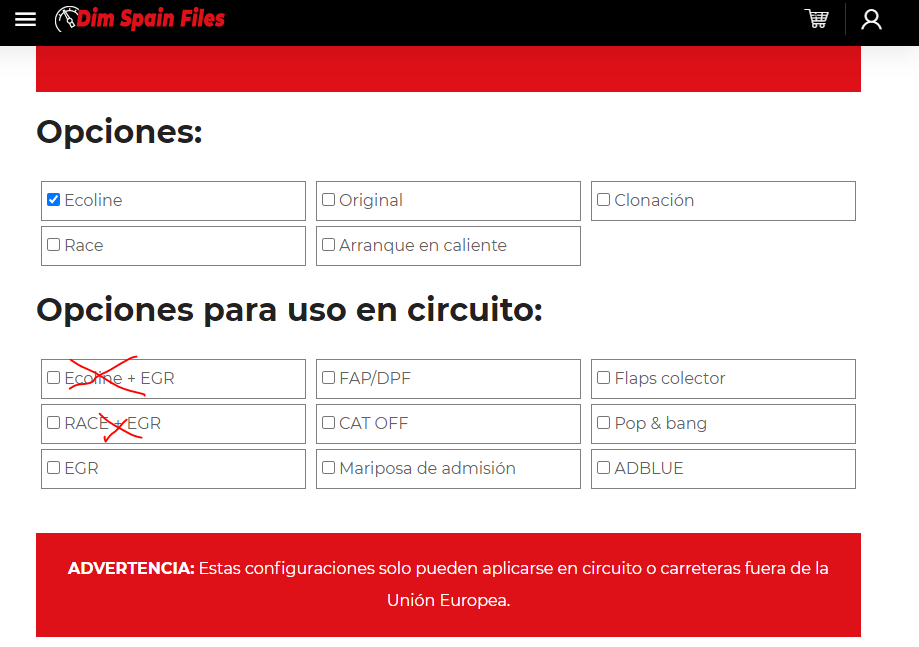 Dim Spain Files
Opciones:
Ecoline
Original
Clonación
Race
Arranque en caliente
Opciones para uso en circuito:
Ecoline + EGR
FAP/DPF
Flaps colector
RACE + EGR
CAT OFF
Pop & bang
EGR
Mariposa de admisión
ADBLUE
ADVERTENCIA: Estas configuraciones solo pueden aplicarse en circuito o carreteras fuera de la
Unión Europea.